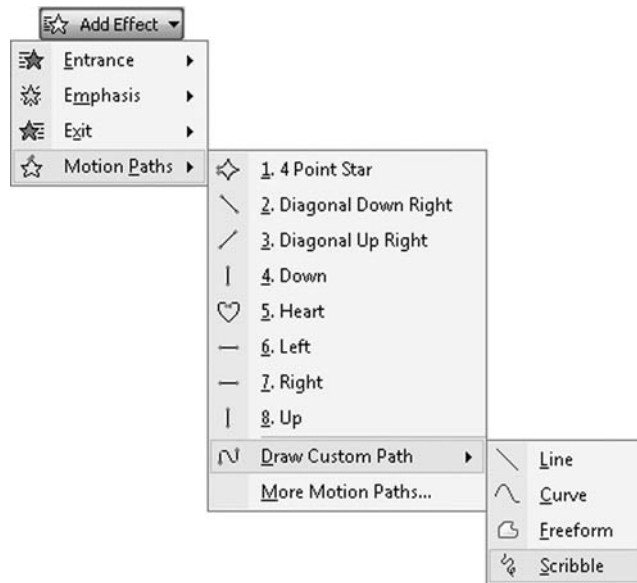 Add Effect
Entrance
Emphasis
Exit
Motion Paths
1. 4 Point Star
2. Diagonal Down Right
3. Diagonal Up Right
4. Down
5. Heart
6. Left
7. Right
8. Up
Draw Custom Path
More Motion Paths...
Line
Curve
Freeform
Scribble